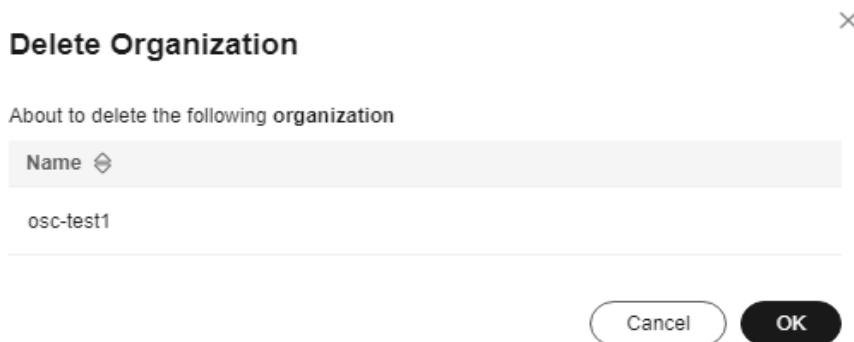 Delete Organization
About to delete the following organization
Name
osc-test1
Cancel
OK